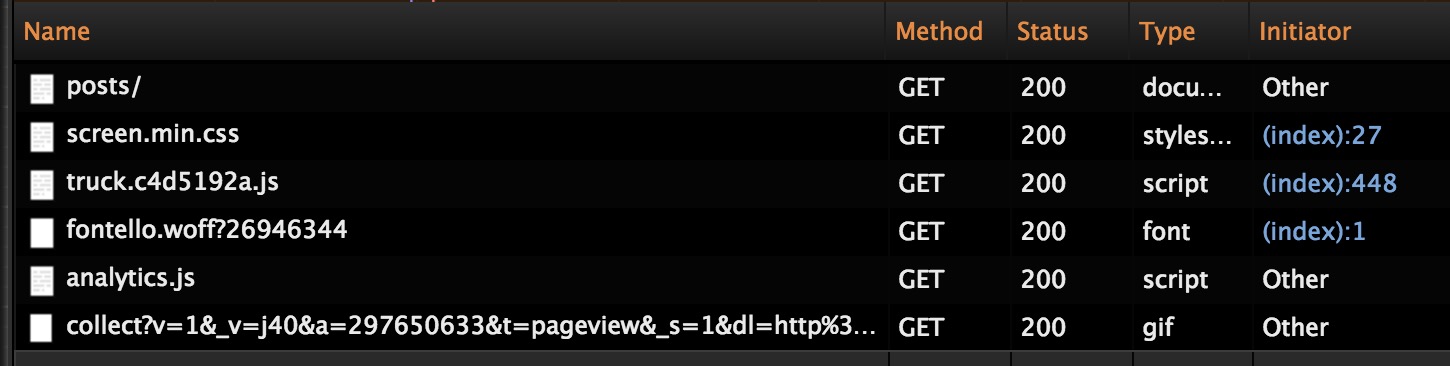 Name Method Status Type Initiator
posts/ GET 200 docu... Other
screen.min.css GET 200 styles... (index):27
truck.c4d5192a.js GET 200 script (index):448
fontello.woff?26946344 GET 200 font (index):1
analytics.js GET 200 script Other
collect?v=1&_v=j40&a=297650633&t=pageview&_s=1&dl=http%3... GET 200 gif Other